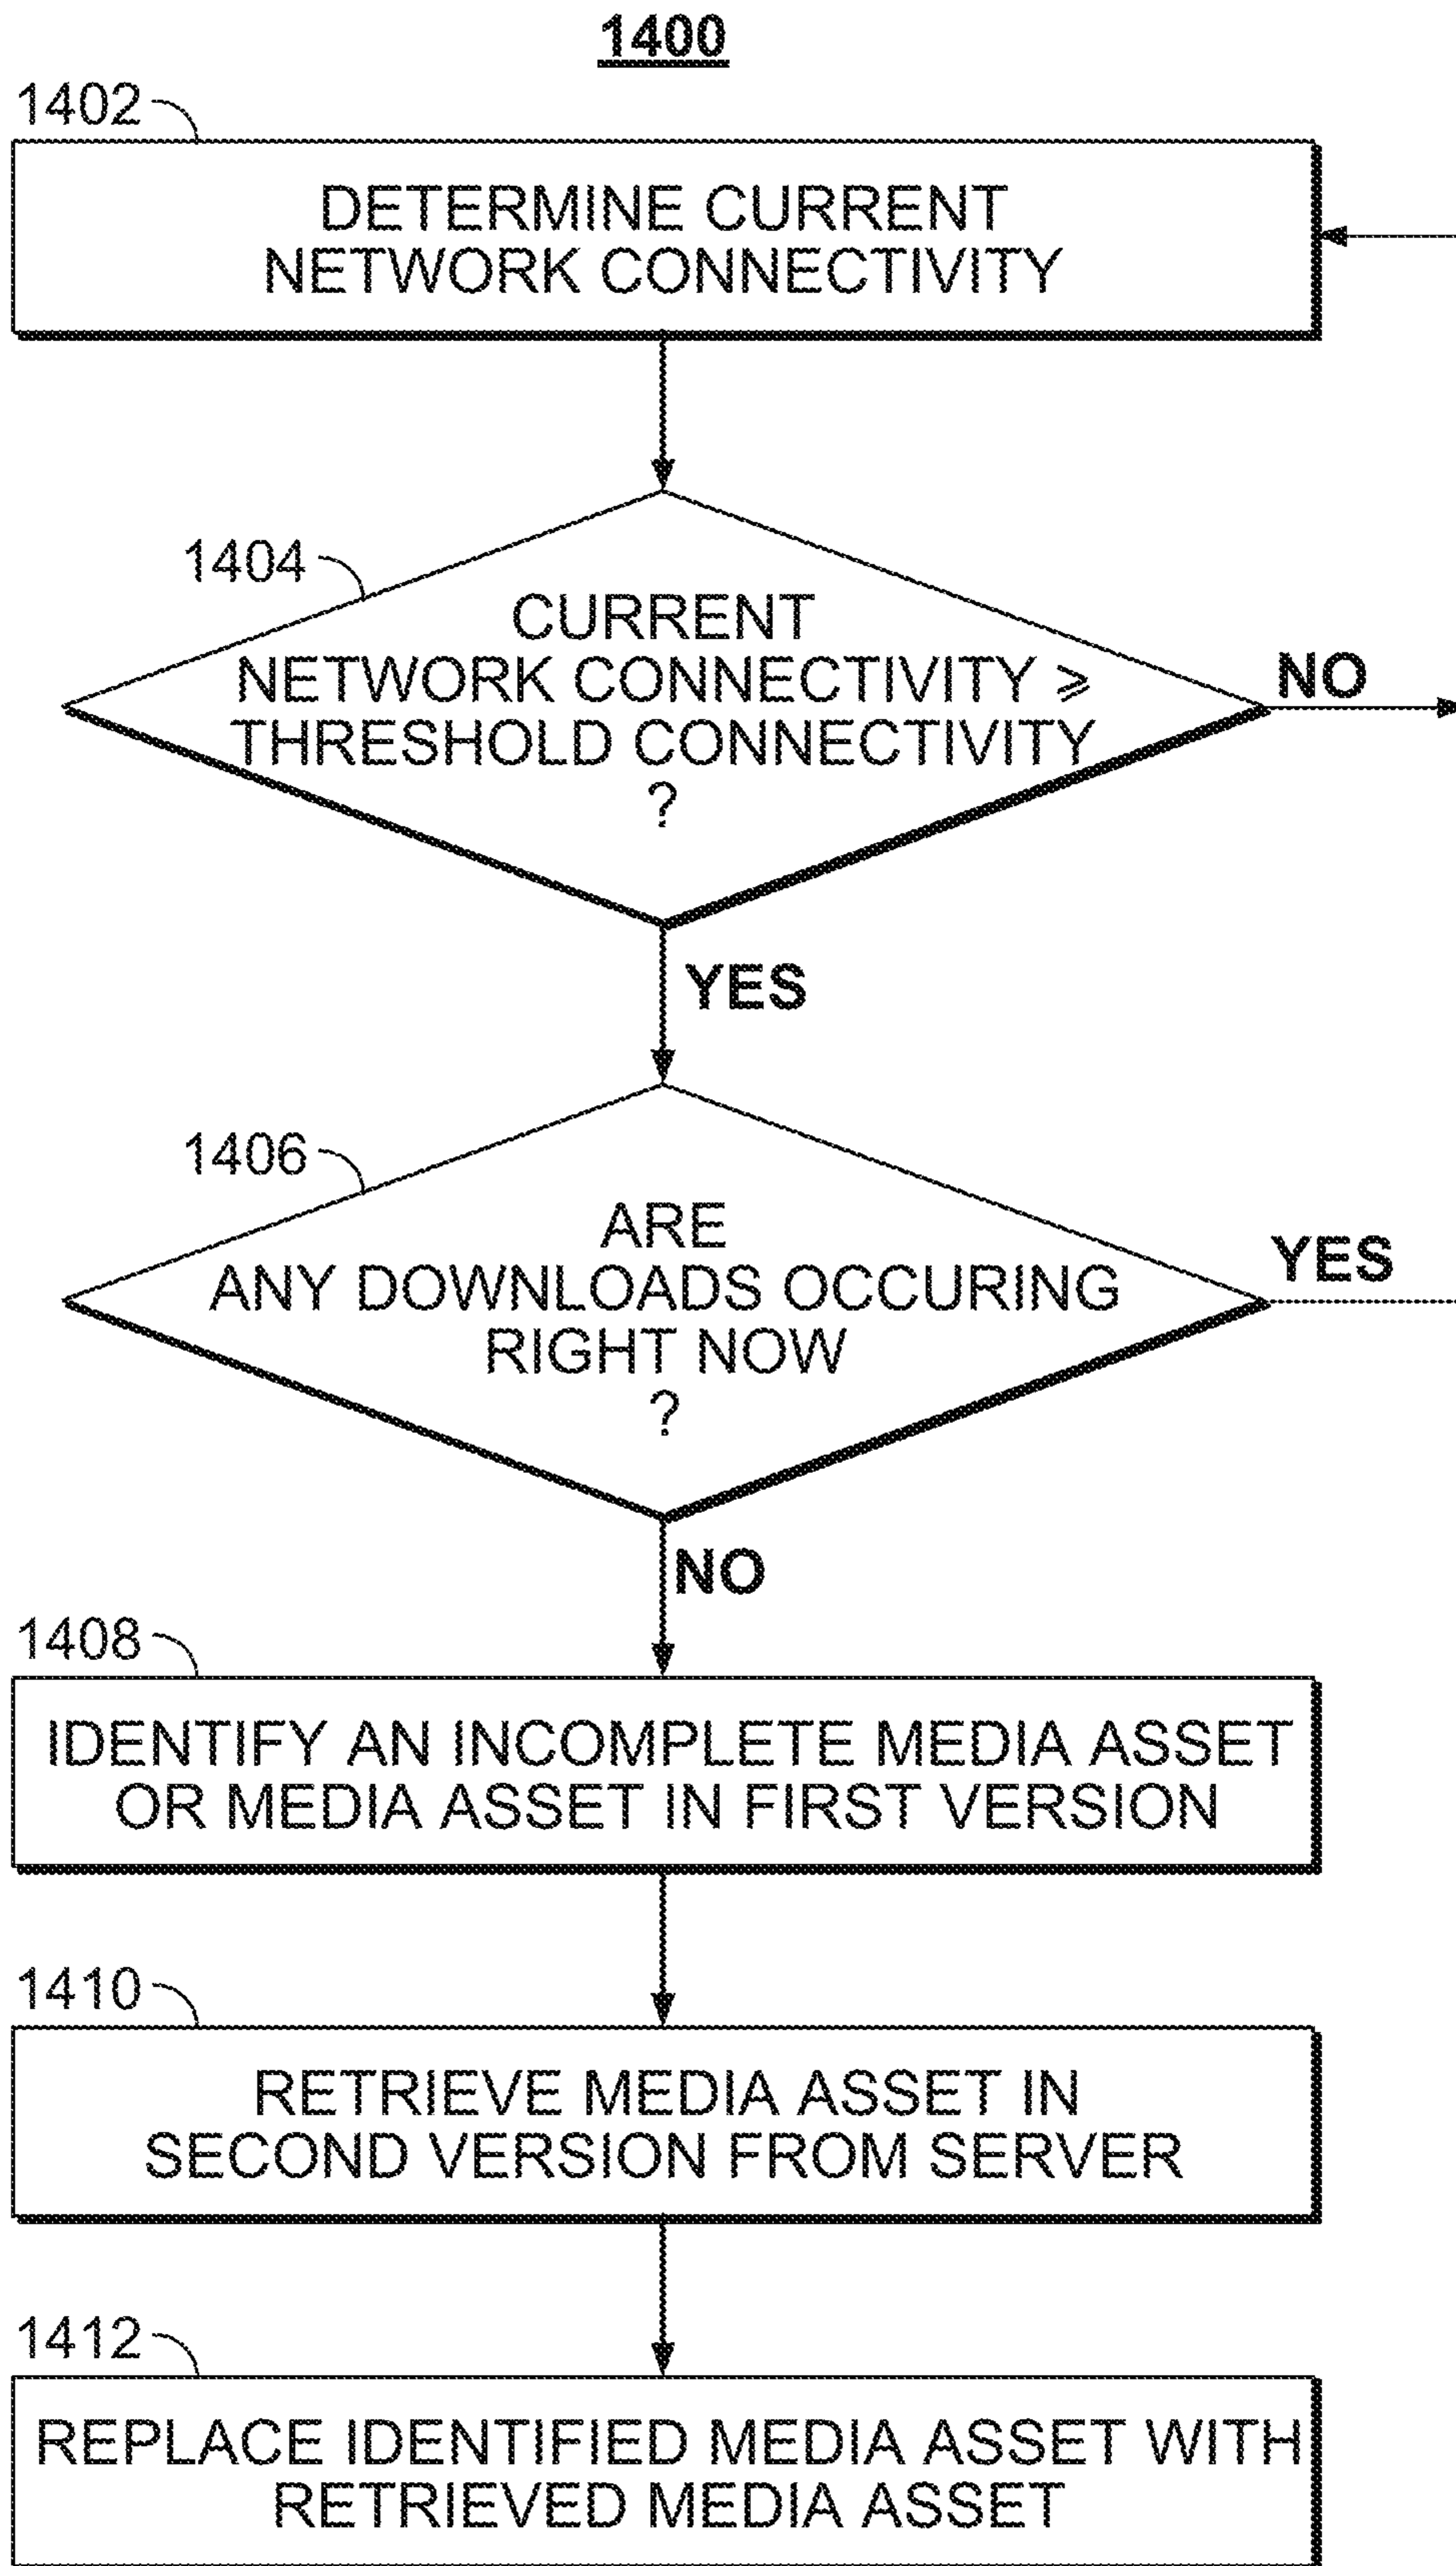 1400
1402
DETERMINE CURRENT
NETWORK CONNECTIVITY
1404
CURRENT
NETWORK CONNECTIVITY ⩾
THRESHOLD CONNECTIVITY
?
NO
YES
1406
ARE
ANY DOWNLOADS OCCURING
RIGHT NOW
?
YES
NO
1408
IDENTIFY AN INCOMPLETE MEDIA ASSET
OR MEDIA ASSET IN FIRST VERSION
1410
RETRIEVE MEDIA ASSET IN
SECOND VERSION FROM SERVER
1412
REPLACE IDENTIFIED MEDIA ASSET WITH
RETRIEVED MEDIA ASSET